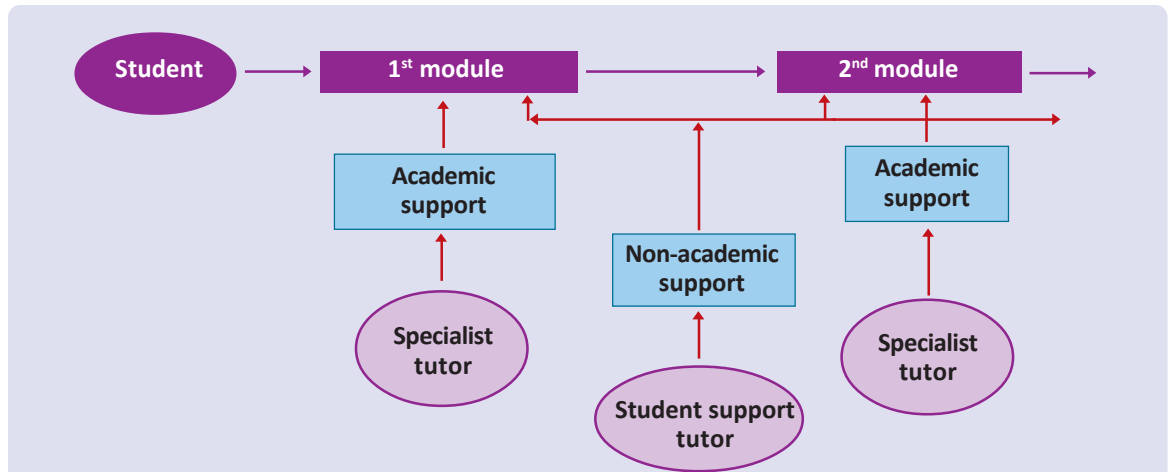 Student
1st module
2nd module
Academic
support
Academic
support
Non-academic
support
Specialist
tutor
Specialist
tutor
Student support
tutor